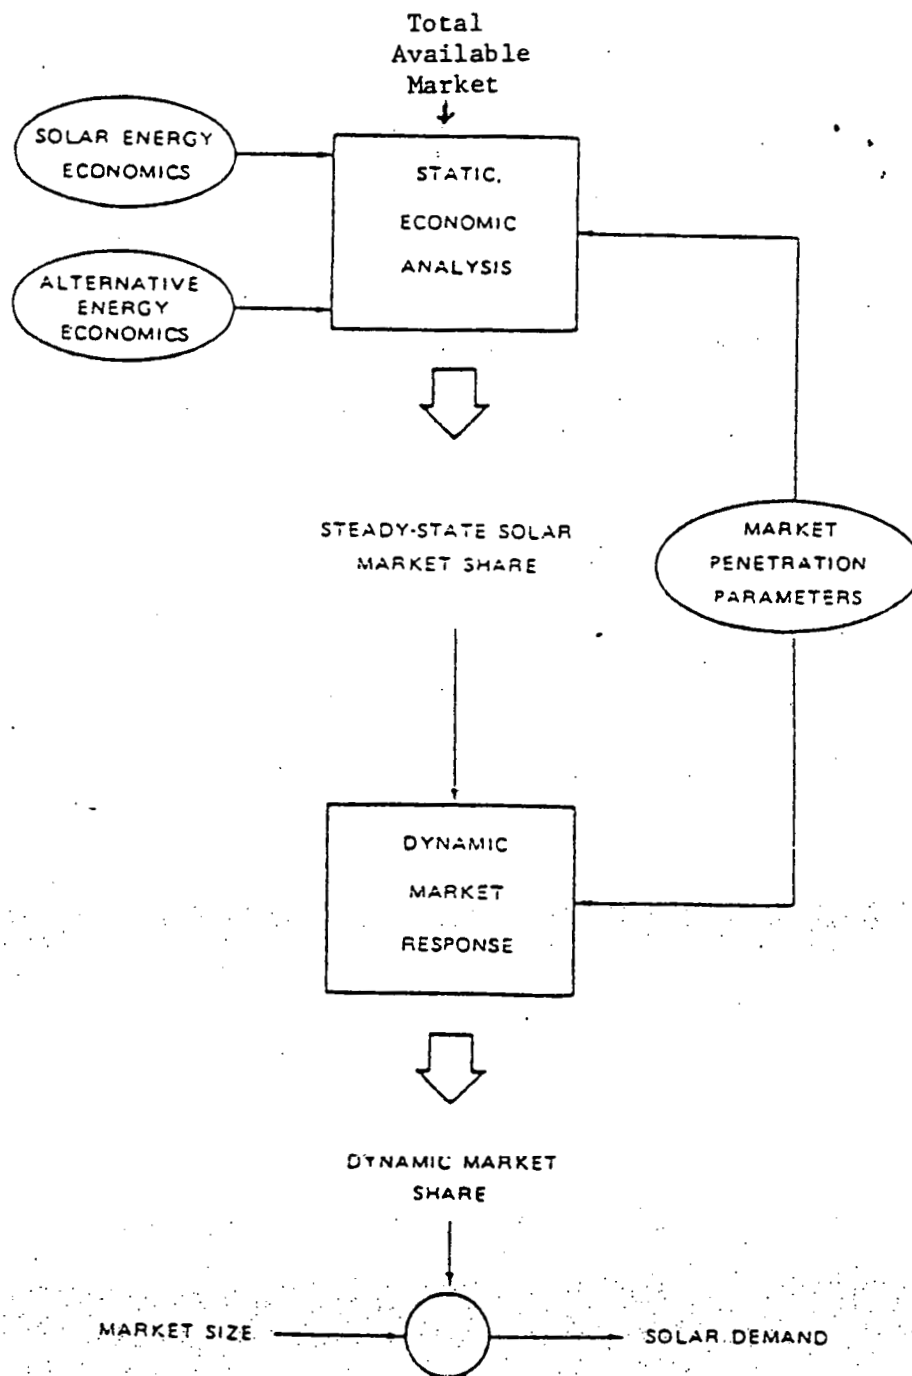 Total
Available
Market
SOLAR ENERGY
ECONOMICS
STATIC,
ECONOMIC
ANALYSIS
ALTERNATIVE
ENERGY
ECONOMICS
STEADY-STATE SOLAR
MARKET SHARE
MARKET
PENETRATION
PARAMETERS
DYNAMIC
MARKET
RESPONSE
DYNAMIC MARKET
SHARE
MARKET SIZE
SOLAR DEMAND